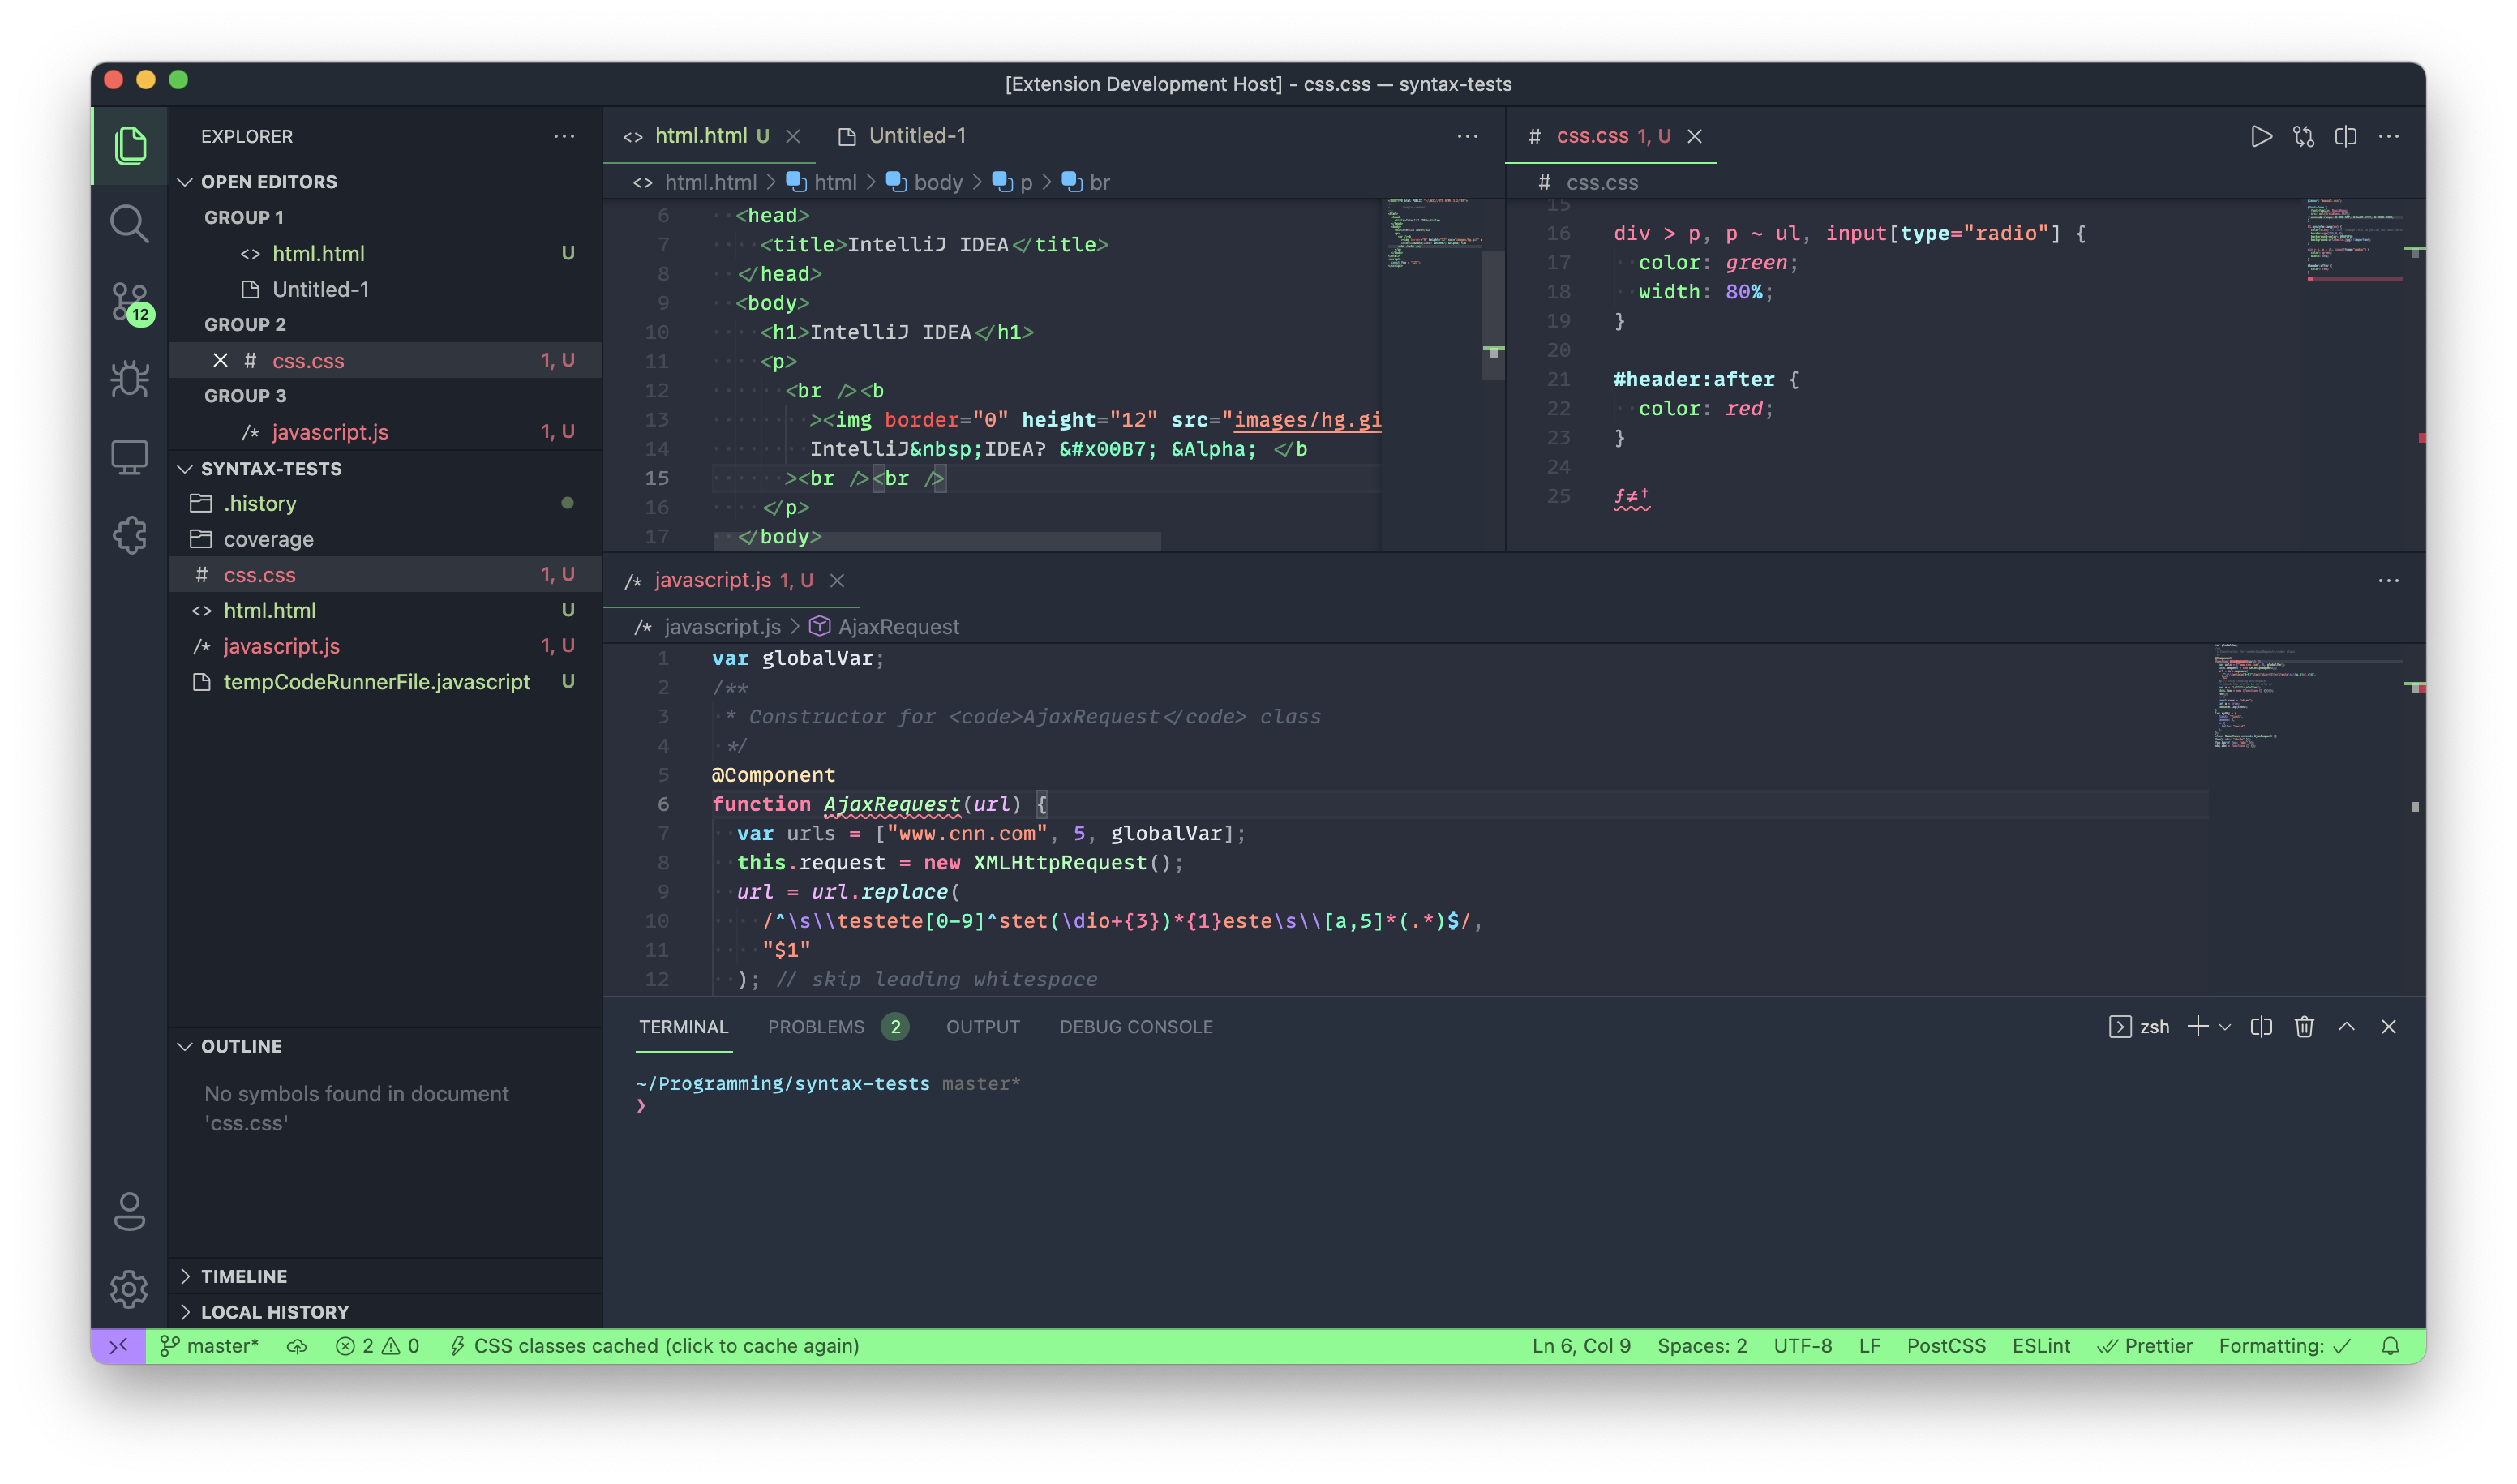 [Extension Development Host] - css.css — syntax-tests
EXPLORER
OPEN EDITORS
GROUP 1
<> html.html U
Untitled-1
GROUP 2
# css.css 1, U
GROUP 3
/* javascript.js 1, U
SYNTAX-TESTS
.history
coverage
# css.css 1, U
<> html.html U
/* javascript.js 1, U
tempCodeRunnerFile.javascript U
OUTLINE
No symbols found in document
'css.css'
TIMELINE
LOCAL HISTORY
12
<> html.html U
Untitled-1
<> html.html > html > body > p > br
6 <head>
7 <title>IntelliJ IDEA</title>
8 </head>
9 <body>
10 <h1>IntelliJ IDEA</h1>
11 <p>
12 <br /><b
13 ><img border="0" height="12" src="images/hg.gi
14 IntelliJ&nbsp;IDEA? &#x00B7; &Alpha; </b
15 ><br /><br />
16 </p>
17 </body>
# css.css 1, U
# css.css
15
16 div > p, p ~ ul, input[type="radio"] {
17 color: green;
18 width: 80%;
19 }
20
21 #header:after {
22 color: red;
23 }
24
25 ƒ≠†
/* javascript.js 1, U
/* javascript.js > AjaxRequest
1 var globalVar;
2 /**
3 * Constructor for <code>AjaxRequest</code> class
4 */
5 @Component
6 function AjaxRequest(url) {
7 var urls = ["www.cnn.com", 5, globalVar];
8 this.request = new XMLHttpRequest();
9 url = url.replace(
10 /^\s\\testete[0-9]^stet(\dio+{3})*{1}este\s\\[a,5]*(.*)$/,
11 "$1"
12 ); // skip leading whitespace
TERMINAL PROBLEMS 2 OUTPUT DEBUG CONSOLE
zsh
~/Programming/syntax-tests master*
❯
master* 2 0 CSS classes cached (click to cache again)
Ln 6, Col 9 Spaces: 2 UTF-8 LF PostCSS ESLint Prettier Formatting: ✓